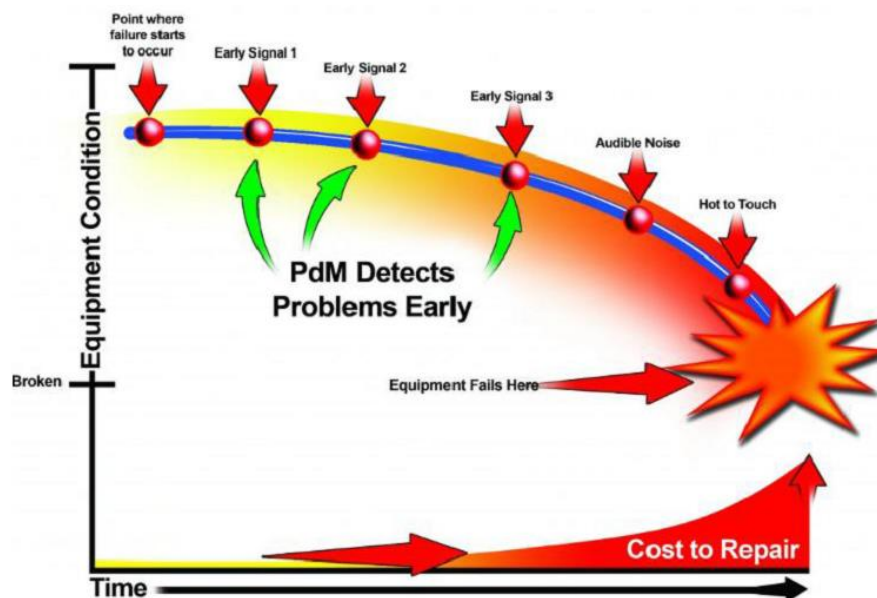 Point where
failure starts
to occur
Early Signal 1
Early Signal 2
Early Signal 3
Audible Noise
Hot to Touch
Equipment Condition
PdM Detects
Problems Early
Broken
Equipment Fails Here
Cost to Repair
Time